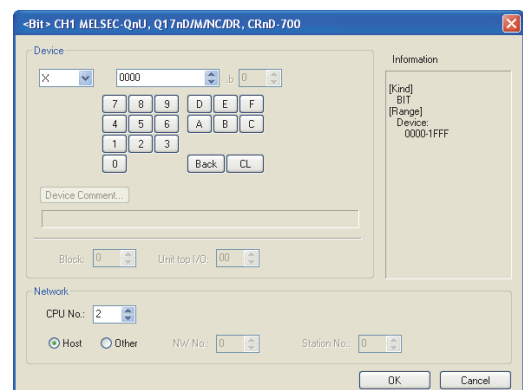 <Bit> CH1 MELSEC-QnU, Q17nD/M/NC/DR, CRnD-700
Device
Information
X 0000 .b 0
[Kind]
BIT
[Range]
Device:
0000-1FFF
7 8 9 D E F
4 5 6 A B C
1 2 3
0 Back CL
Device Comment...
Block: 0 Unit top I/O: 00
Network
CPU No.: 2
Host Other NW No.: 0 Station No.: 0
OK Cancel